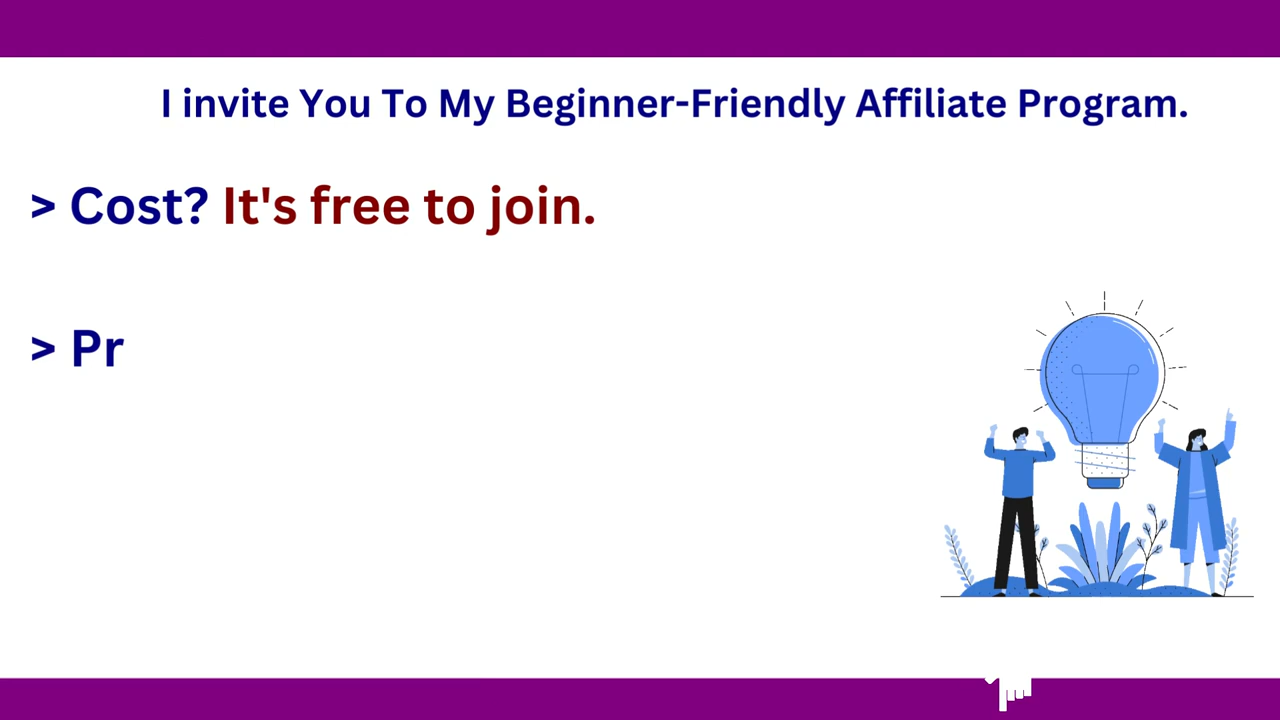 I invite You To My Beginner-Friendly Affiliate Program.
> Cost? It's free to join.
> Pr